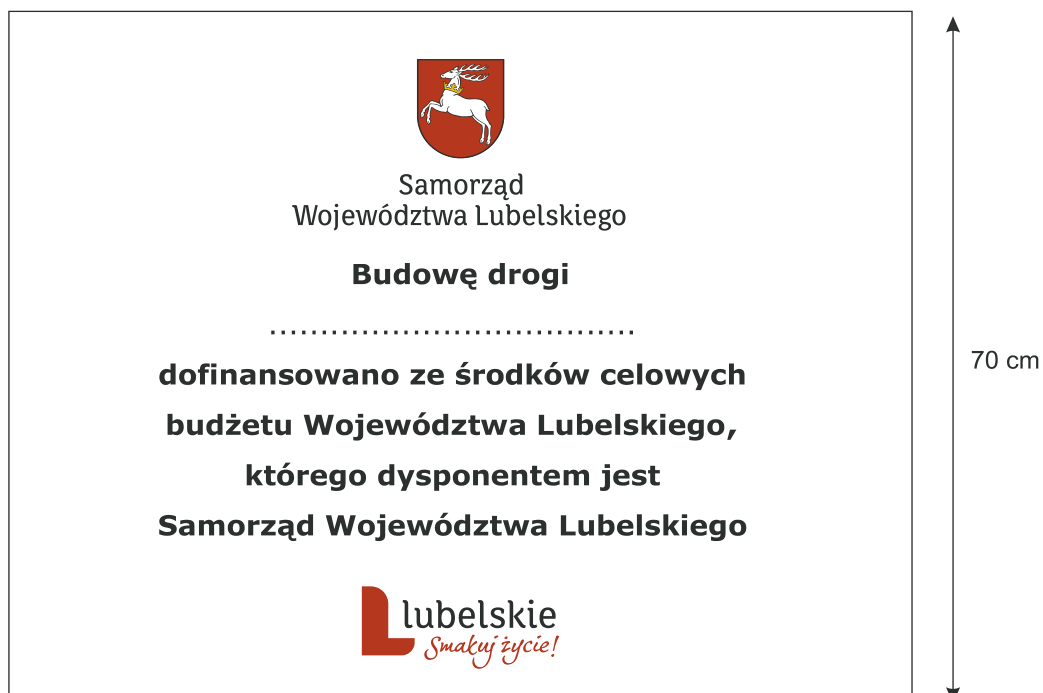 Samorząd
Województwa Lubelskiego
Budowę drogi
....................................
dofinansowano ze środków celowych
budżetu Województwa Lubelskiego,
którego dysponentem jest
Samorząd Województwa Lubelskiego
70 cm
lubelskie
Smakuj życie!